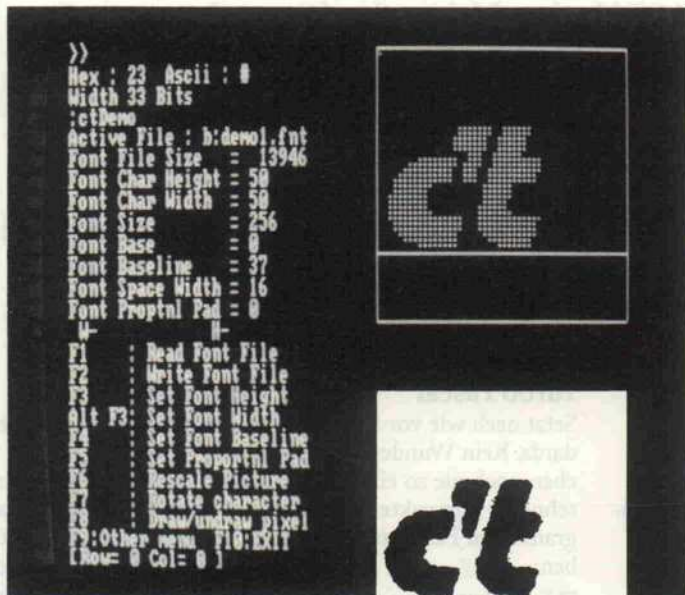 >>
Hex : 23 Ascii : #
Width 33 Bits
:ctDemo
Active File : b:demo1.fnt
Font File Size = 13946
Font Char Height = 50
Font Char Width = 50
Font Size = 256
Font Base = 0
Font Baseline = 37
Font Space Width = 16
Font Proptnl Pad = 0
W- H-
F1 : Read Font File
F2 : Write Font File
F3 : Set Font Height
Alt F3: Set Font Width
F4 : Set Font Baseline
F5 : Set Proportnl Pad
F6 : Rescale Picture
F7 : Rotate character
F8 : Draw/undraw pixel
F9:Other menu F10:EXIT
[Row= 0 Col= 0 ]
c't
c't